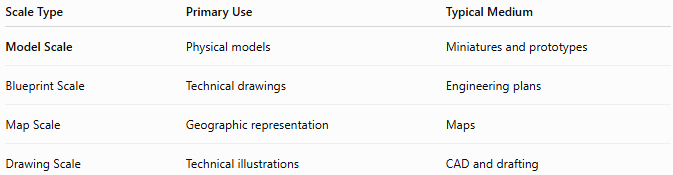 Scale Type Primary Use Typical Medium
Model Scale Physical models Miniatures and prototypes
Blueprint Scale Technical drawings Engineering plans
Map Scale Geographic representation Maps
Drawing Scale Technical illustrations CAD and drafting